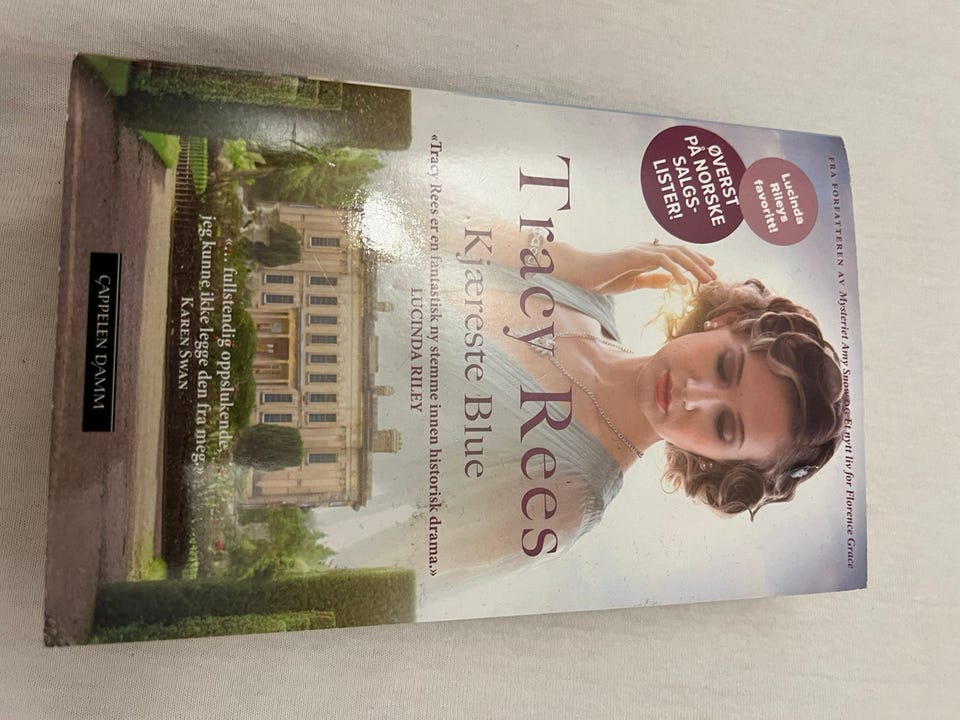 FRA FORFATTEREN AV Mysteriet Amy Snow OG Et nytt liv for Florence Grace
Lucinda
Rileys
favoritt!
ØVERST
PÅ NORSKE
SALGS-
LISTER!
Tracy Rees
Kjæreste Blue
«Tracy Rees er en fantastisk ny stemme innen historisk drama.»
LUCINDA RILEY
«... fullstendig oppslukende,
jeg kunne ikke legge den fra meg.»
KAREN SWAN
CAPPELEN DAMM